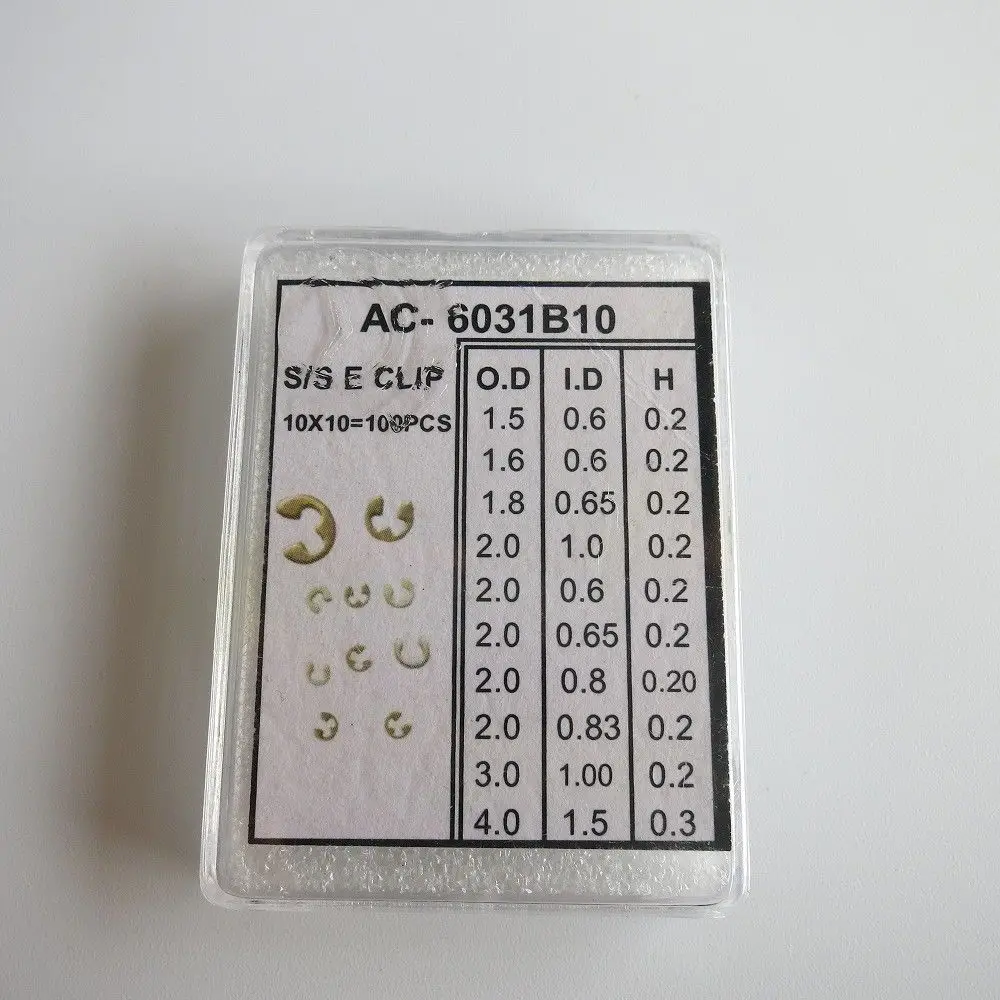 AC- 6031B10
S/S E CLIP
10X10=100PCS
O.D I.D H
1.5 0.6 0.2
1.6 0.6 0.2
1.8 0.65 0.2
2.0 1.0 0.2
2.0 0.6 0.2
2.0 0.65 0.2
2.0 0.8 0.20
2.0 0.83 0.2
3.0 1.00 0.2
4.0 1.5 0.3